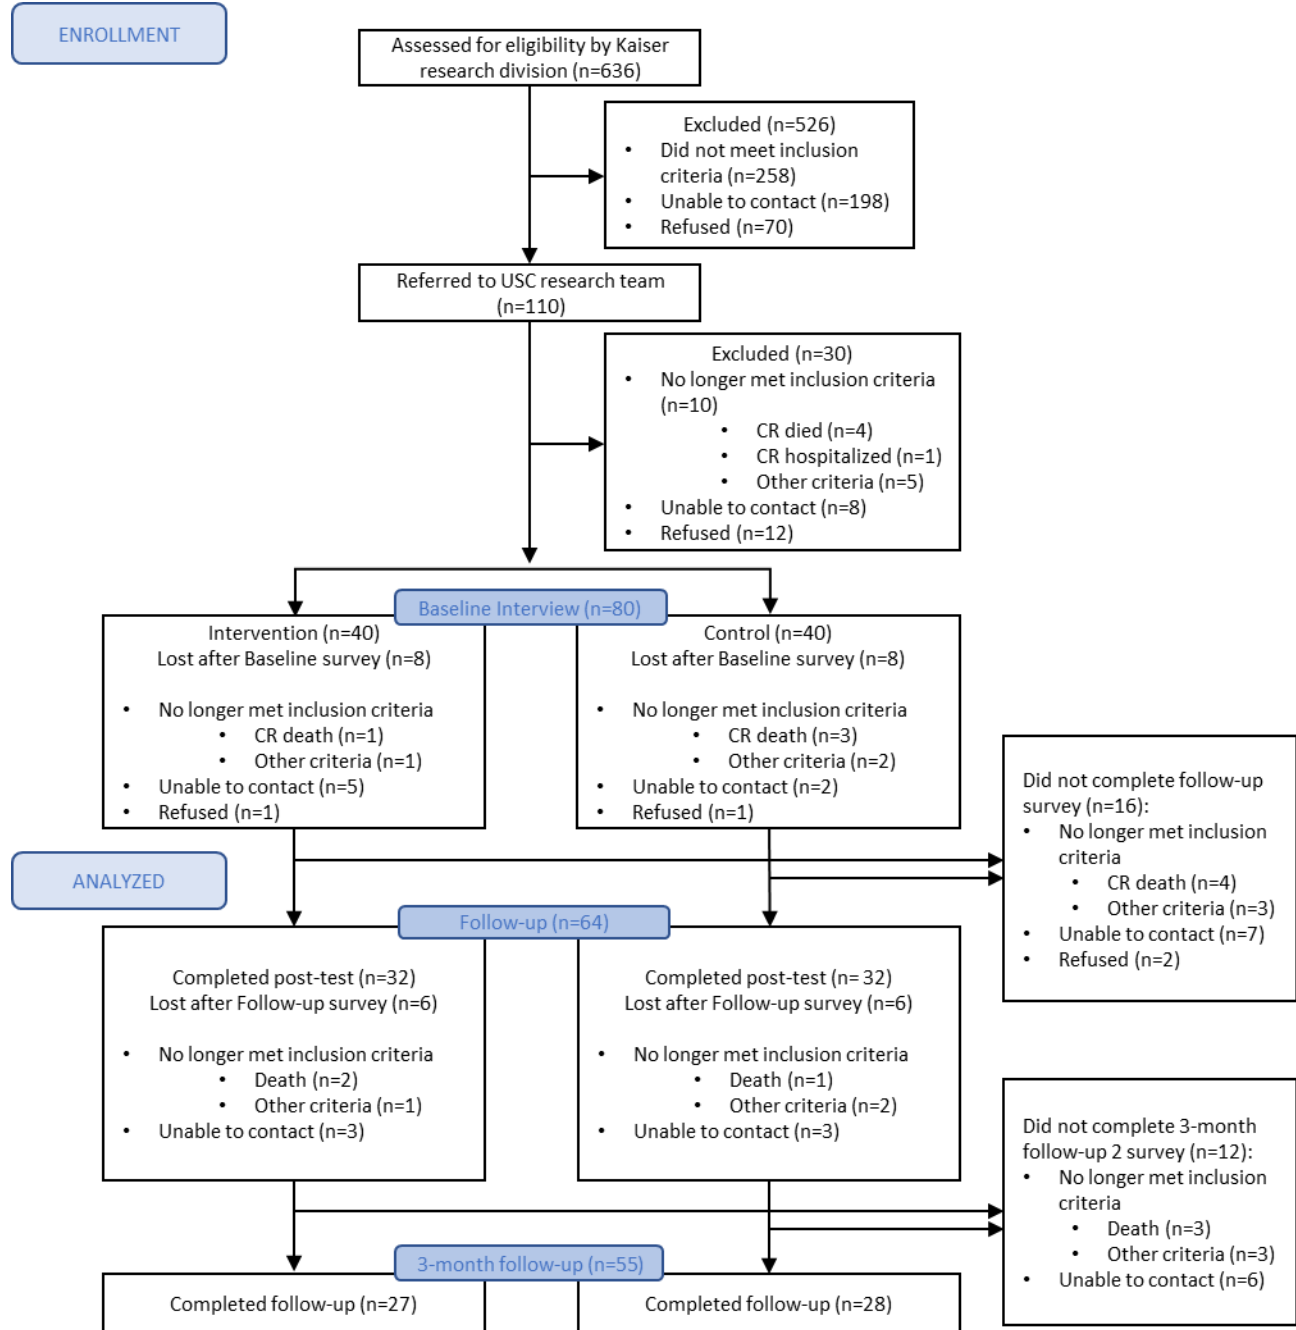 ENROLLMENT
Assessed for eligibility by Kaiser
research division (n=636)
Excluded (n=526)
• Did not meet inclusion
criteria (n=258)
• Unable to contact (n=198)
• Refused (n=70)
Referred to USC research team
(n=110)
Excluded (n=30)
• No longer met inclusion criteria
(n=10)
• CR died (n=4)
• CR hospitalized (n=1)
• Other criteria (n=5)
• Unable to contact (n=8)
• Refused (n=12)
Baseline Interview (n=80)
Intervention (n=40)
Lost after Baseline survey (n=8)
• No longer met inclusion criteria
• CR death (n=1)
• Other criteria (n=1)
• Unable to contact (n=5)
• Refused (n=1)
Control (n=40)
Lost after Baseline survey (n=8)
• No longer met inclusion criteria
• CR death (n=3)
• Other criteria (n=2)
• Unable to contact (n=2)
• Refused (n=1)
Did not complete follow-up
survey (n=16):
• No longer met inclusion
criteria
• CR death (n=4)
• Other criteria (n=3)
• Unable to contact (n=7)
• Refused (n=2)
ANALYZED
Follow-up (n=64)
Completed post-test (n=32)
Lost after Follow-up survey (n=6)
• No longer met inclusion criteria
• Death (n=2)
• Other criteria (n=1)
• Unable to contact (n=3)
Completed post-test (n= 32)
Lost after Follow-up survey (n=6)
• No longer met inclusion criteria
• Death (n=1)
• Other criteria (n=2)
• Unable to contact (n=3)
Did not complete 3-month
follow-up 2 survey (n=12):
• No longer met inclusion
criteria
• Death (n=3)
• Other criteria (n=3)
• Unable to contact (n=6)
3-month follow-up (n=55)
Completed follow-up (n=27)
Completed follow-up (n=28)